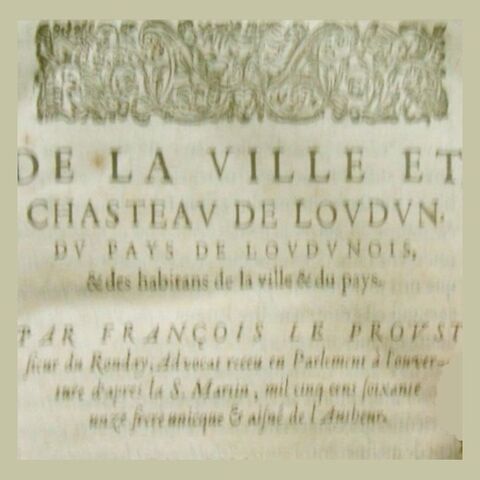 DE LA VILLE ET
CHASTEAV DE LOVDVN.
DV PAYS DE LOVDVNOIS,
& des habitans de la ville & du pays.
PAR FRANÇOIS LE PROVST
sieur du Ronday, Advocat receu en Parlement à l'ouver-
ture d'apres la S. Martin, mil cinq cens soixante
unze frere unicque & aisné de l'Autheur.